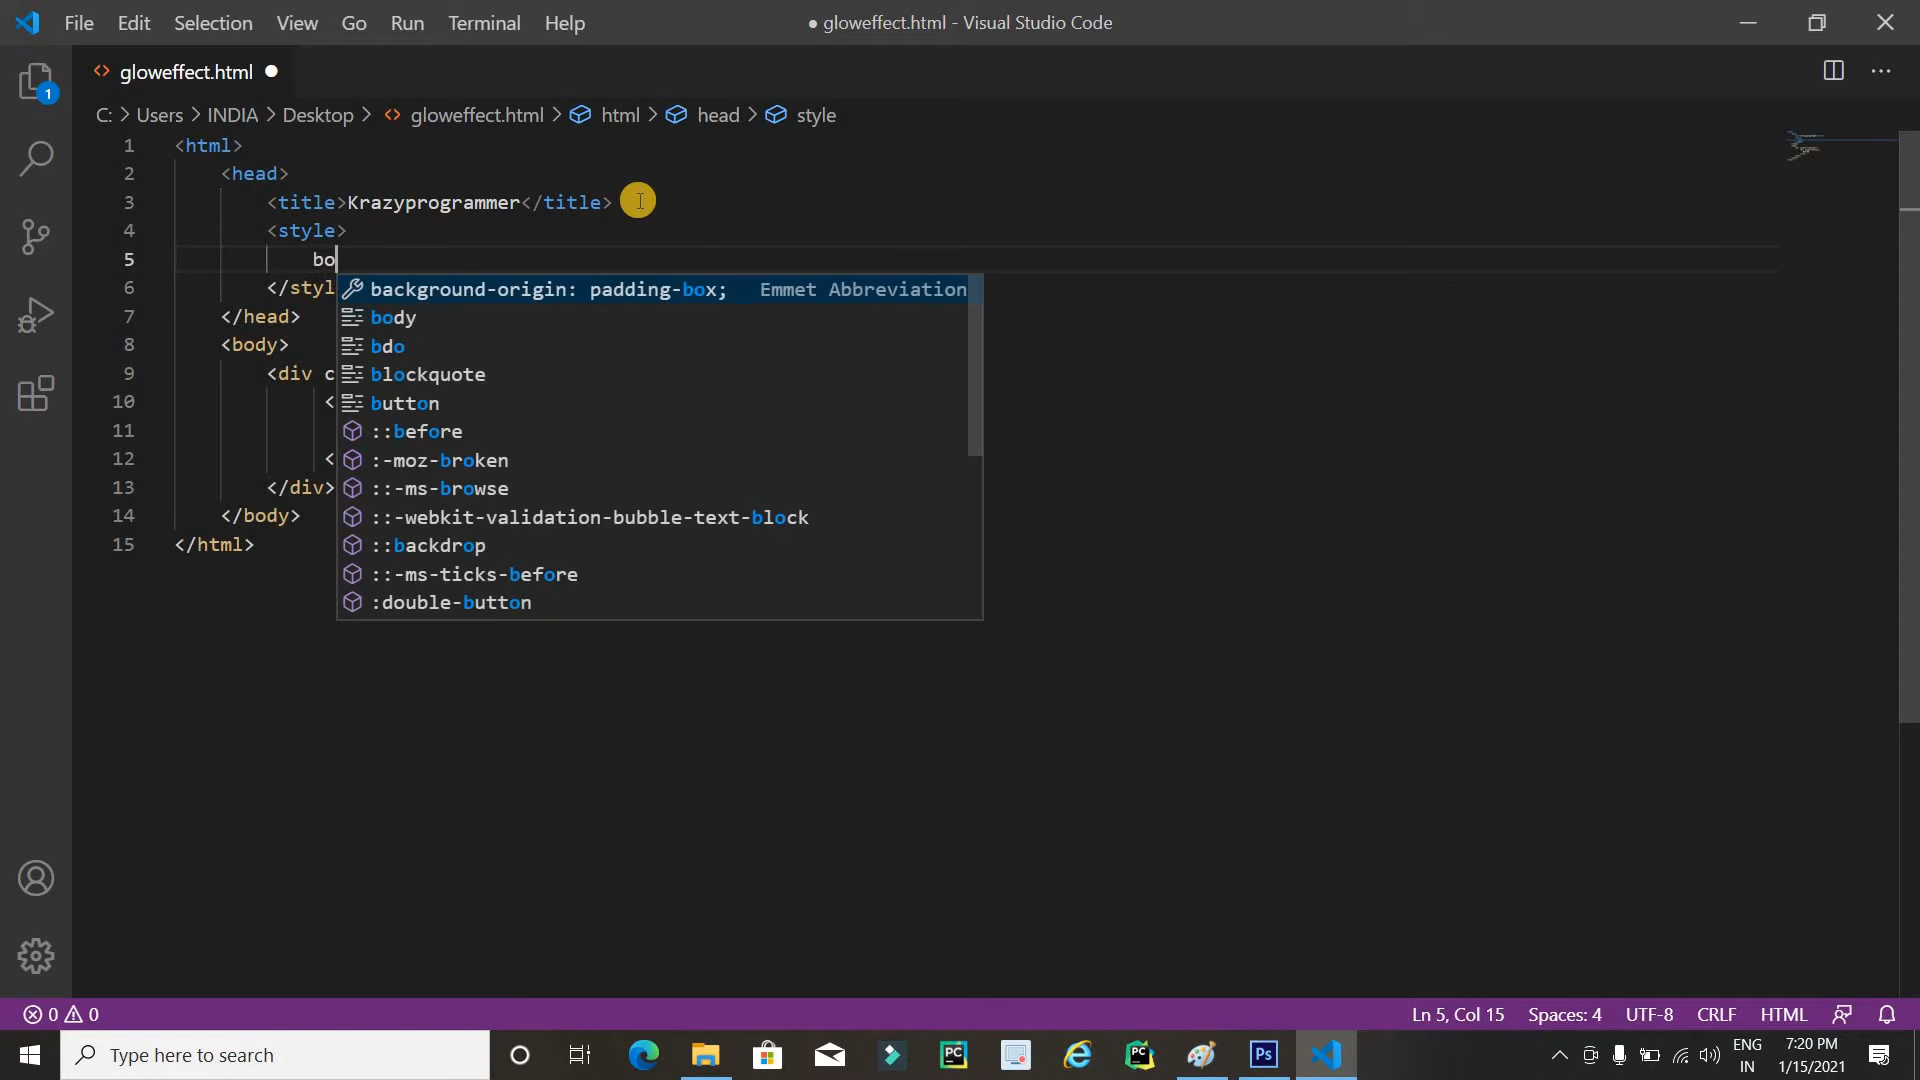 File Edit Selection View Go Run Terminal Help ● gloweffect.html - Visual Studio Code
1
<> gloweffect.html ●
C: > Users > INDIA > Desktop > <> gloweffect.html > html > head > style
1 <html>
2 <head>
3 <title>Krazyprogrammer</title>
4 <style>
5 bo
6 </styl
7 </head>
8 <body>
9 <div c
10 <
11
12 <
13 </div>
14 </body>
15 </html>
background-origin: padding-box; Emmet Abbreviation
body
bdo
blockquote
button
::before
:-moz-broken
::-ms-browse
::-webkit-validation-bubble-text-block
::backdrop
::-ms-ticks-before
:double-button
0 0 Ln 5, Col 15 Spaces: 4 UTF-8 CRLF HTML
Type here to search PC PC Ps ENG 7:20 PM
IN 1/15/2021